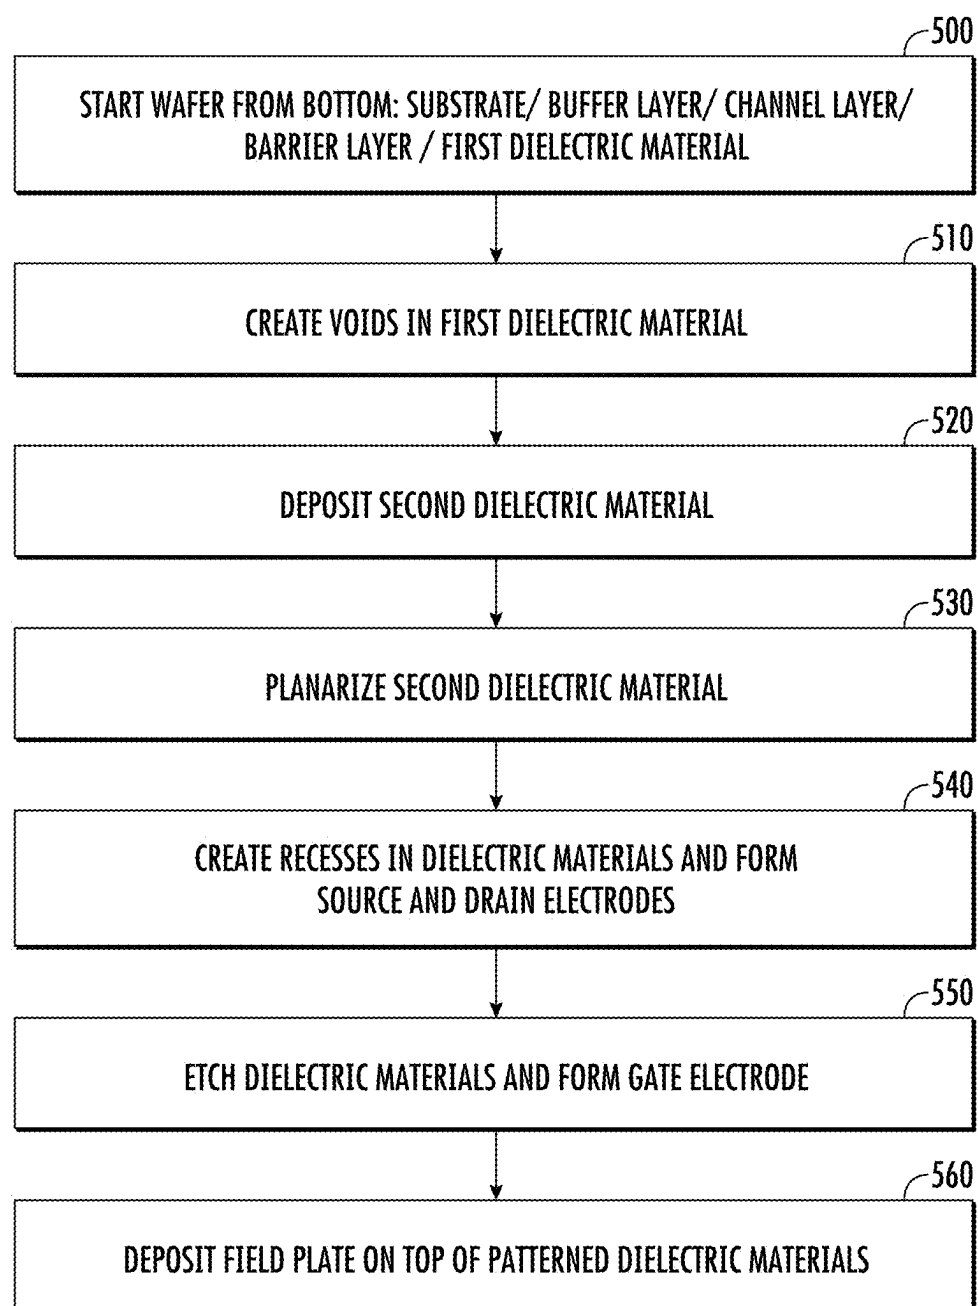 500
START WAFER FROM BOTTOM: SUBSTRATE/ BUFFER LAYER/ CHANNEL LAYER/
BARRIER LAYER / FIRST DIELECTRIC MATERIAL
510
CREATE VOIDS IN FIRST DIELECTRIC MATERIAL
520
DEPOSIT SECOND DIELECTRIC MATERIAL
530
PLANARIZE SECOND DIELECTRIC MATERIAL
540
CREATE RECESSES IN DIELECTRIC MATERIALS AND FORM
SOURCE AND DRAIN ELECTRODES
550
ETCH DIELECTRIC MATERIALS AND FORM GATE ELECTRODE
560
DEPOSIT FIELD PLATE ON TOP OF PATTERNED DIELECTRIC MATERIALS